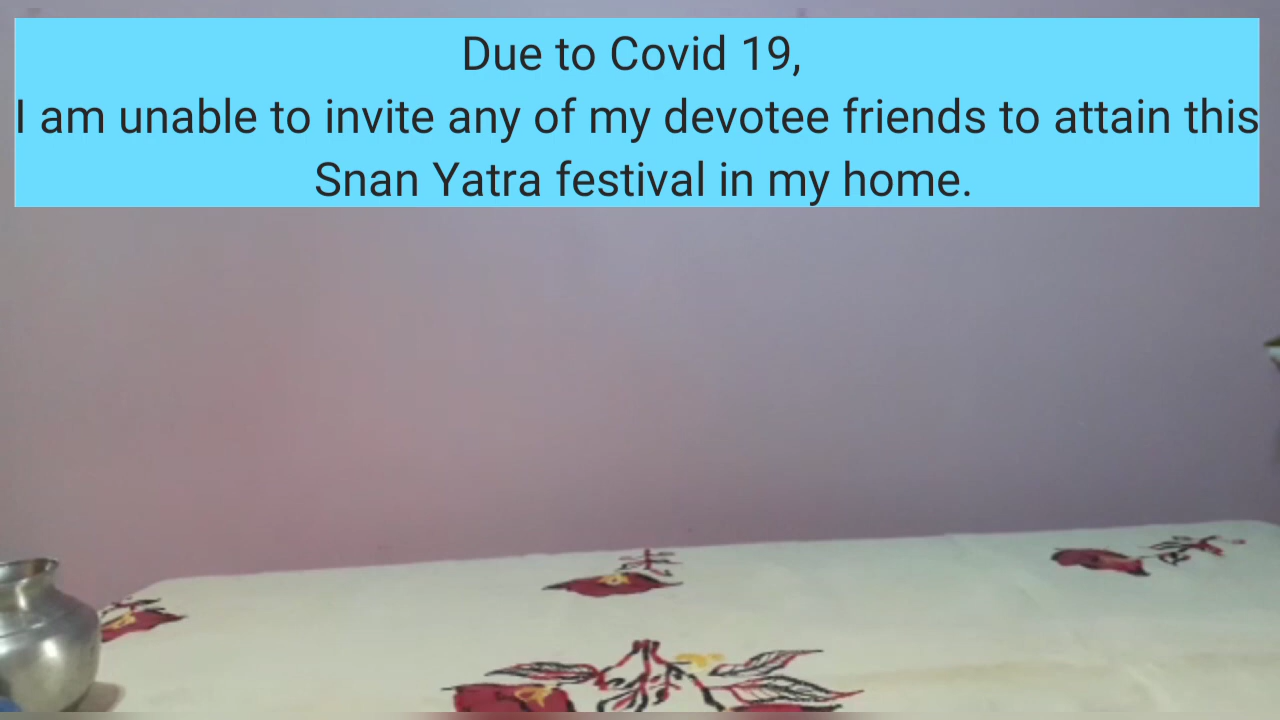 Due to Covid 19,
I am unable to invite any of my devotee friends to attain this
Snan Yatra festival in my home.